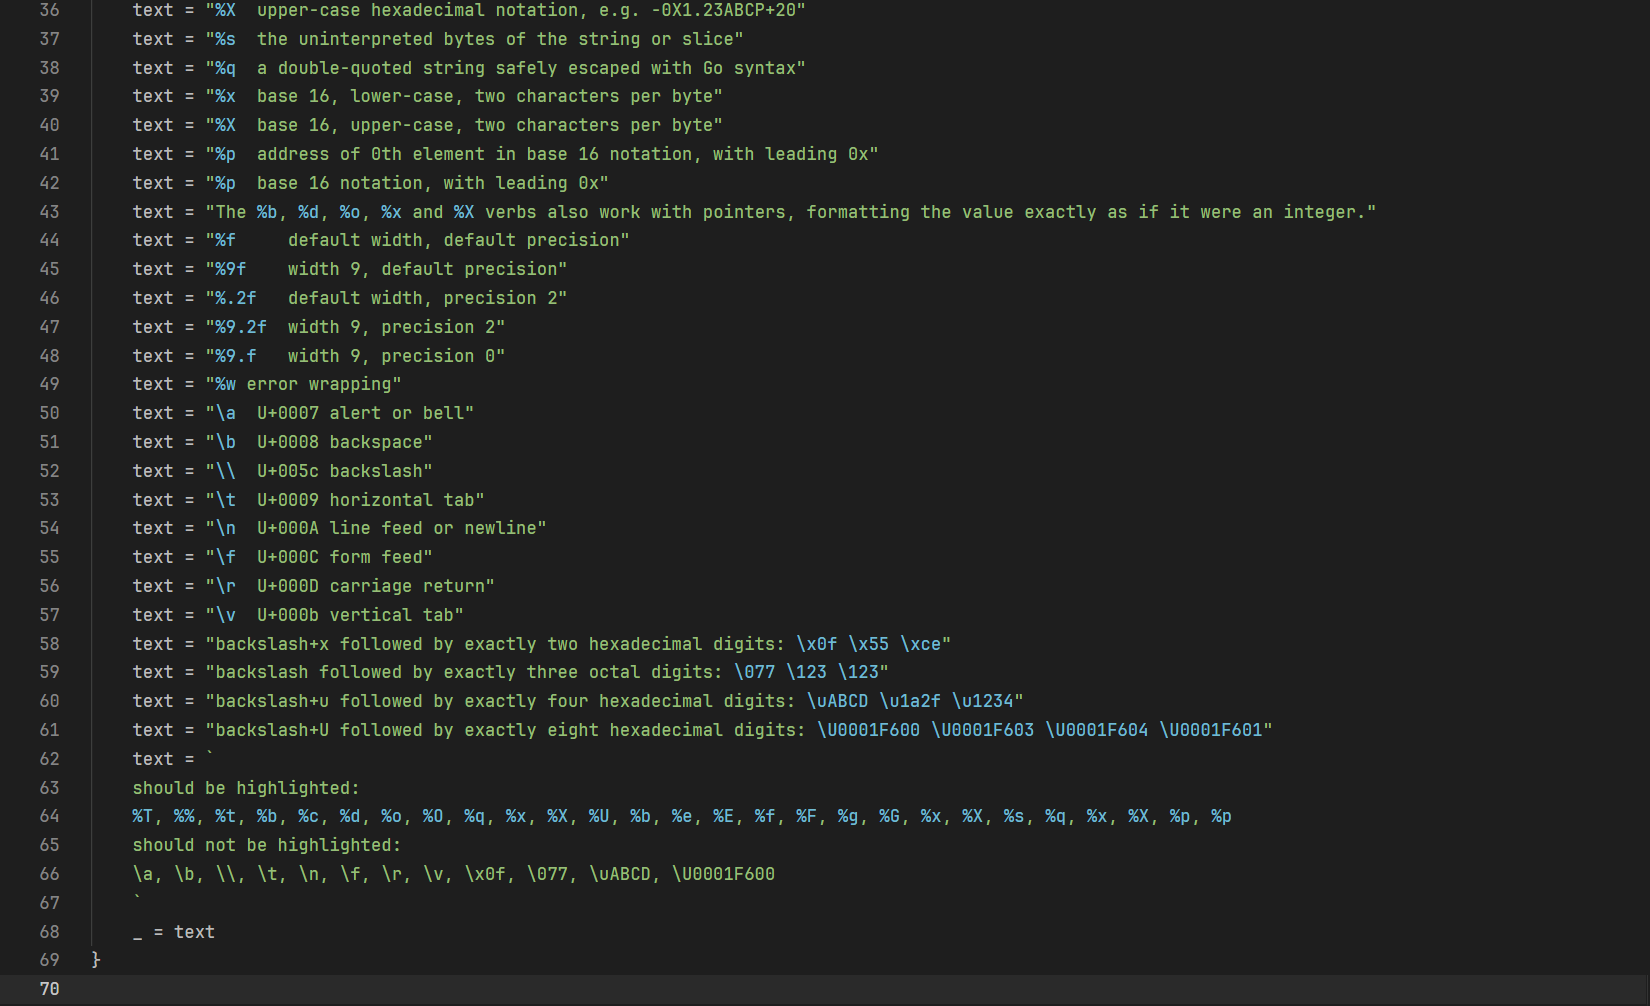 36 text = "%X  upper-case hexadecimal notation, e.g. -0X1.23ABCP+20"
37 text = "%s  the uninterpreted bytes of the string or slice"
38 text = "%q  a double-quoted string safely escaped with Go syntax"
39 text = "%x  base 16, lower-case, two characters per byte"
40 text = "%X  base 16, upper-case, two characters per byte"
41 text = "%p  address of 0th element in base 16 notation, with leading 0x"
42 text = "%p  base 16 notation, with leading 0x"
43 text = "The %b, %d, %o, %x and %X verbs also work with pointers, formatting the value exactly as if it were an integer."
44 text = "%f     default width, default precision"
45 text = "%9f    width 9, default precision"
46 text = "%.2f   default width, precision 2"
47 text = "%9.2f  width 9, precision 2"
48 text = "%9.f   width 9, precision 0"
49 text = "%w error wrapping"
50 text = "\a  U+0007 alert or bell"
51 text = "\b  U+0008 backspace"
52 text = "\\  U+005c backslash"
53 text = "\t  U+0009 horizontal tab"
54 text = "\n  U+000A line feed or newline"
55 text = "\f  U+000C form feed"
56 text = "\r  U+000D carriage return"
57 text = "\v  U+000b vertical tab"
58 text = "backslash+x followed by exactly two hexadecimal digits: \x0f \x55 \xce"
59 text = "backslash followed by exactly three octal digits: \077 \123 \123"
60 text = "backslash+u followed by exactly four hexadecimal digits: \uABCD \u1a2f \u1234"
61 text = "backslash+U followed by exactly eight hexadecimal digits: \U0001F600 \U0001F603 \U0001F604 \U0001F601"
62 text = `
63 should be highlighted:
64 %T, %%, %t, %b, %c, %d, %o, %O, %q, %x, %X, %U, %b, %e, %E, %f, %F, %g, %G, %x, %X, %s, %q, %x, %X, %p, %p
65 should not be highlighted:
66 \a, \b, \\, \t, \n, \f, \r, \v, \x0f, \077, \uABCD, \U0001F600
67 `
68 _ = text
69 }
70